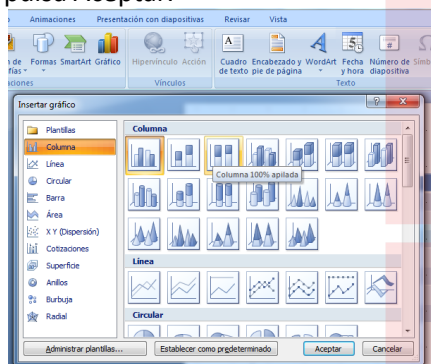 pulsa Aceptar.
Animaciones Presentación con diapositivas Revisar Vista
Formas SmartArt Gráfico Hipervínculo Acción Cuadro de texto Encabezado y pie de página WordArt Fecha y hora Número de diapositiva
Vínculos Texto
Insertar gráfico
Plantillas
Columna
Línea
Circular
Barra
Área
X Y (Dispersión)
Cotizaciones
Superficie
Anillos
Burbuja
Radial
Columna
Columna 100% apilada
Línea
Circular
Administrar plantillas... Establecer como predeterminado Aceptar Cancelar